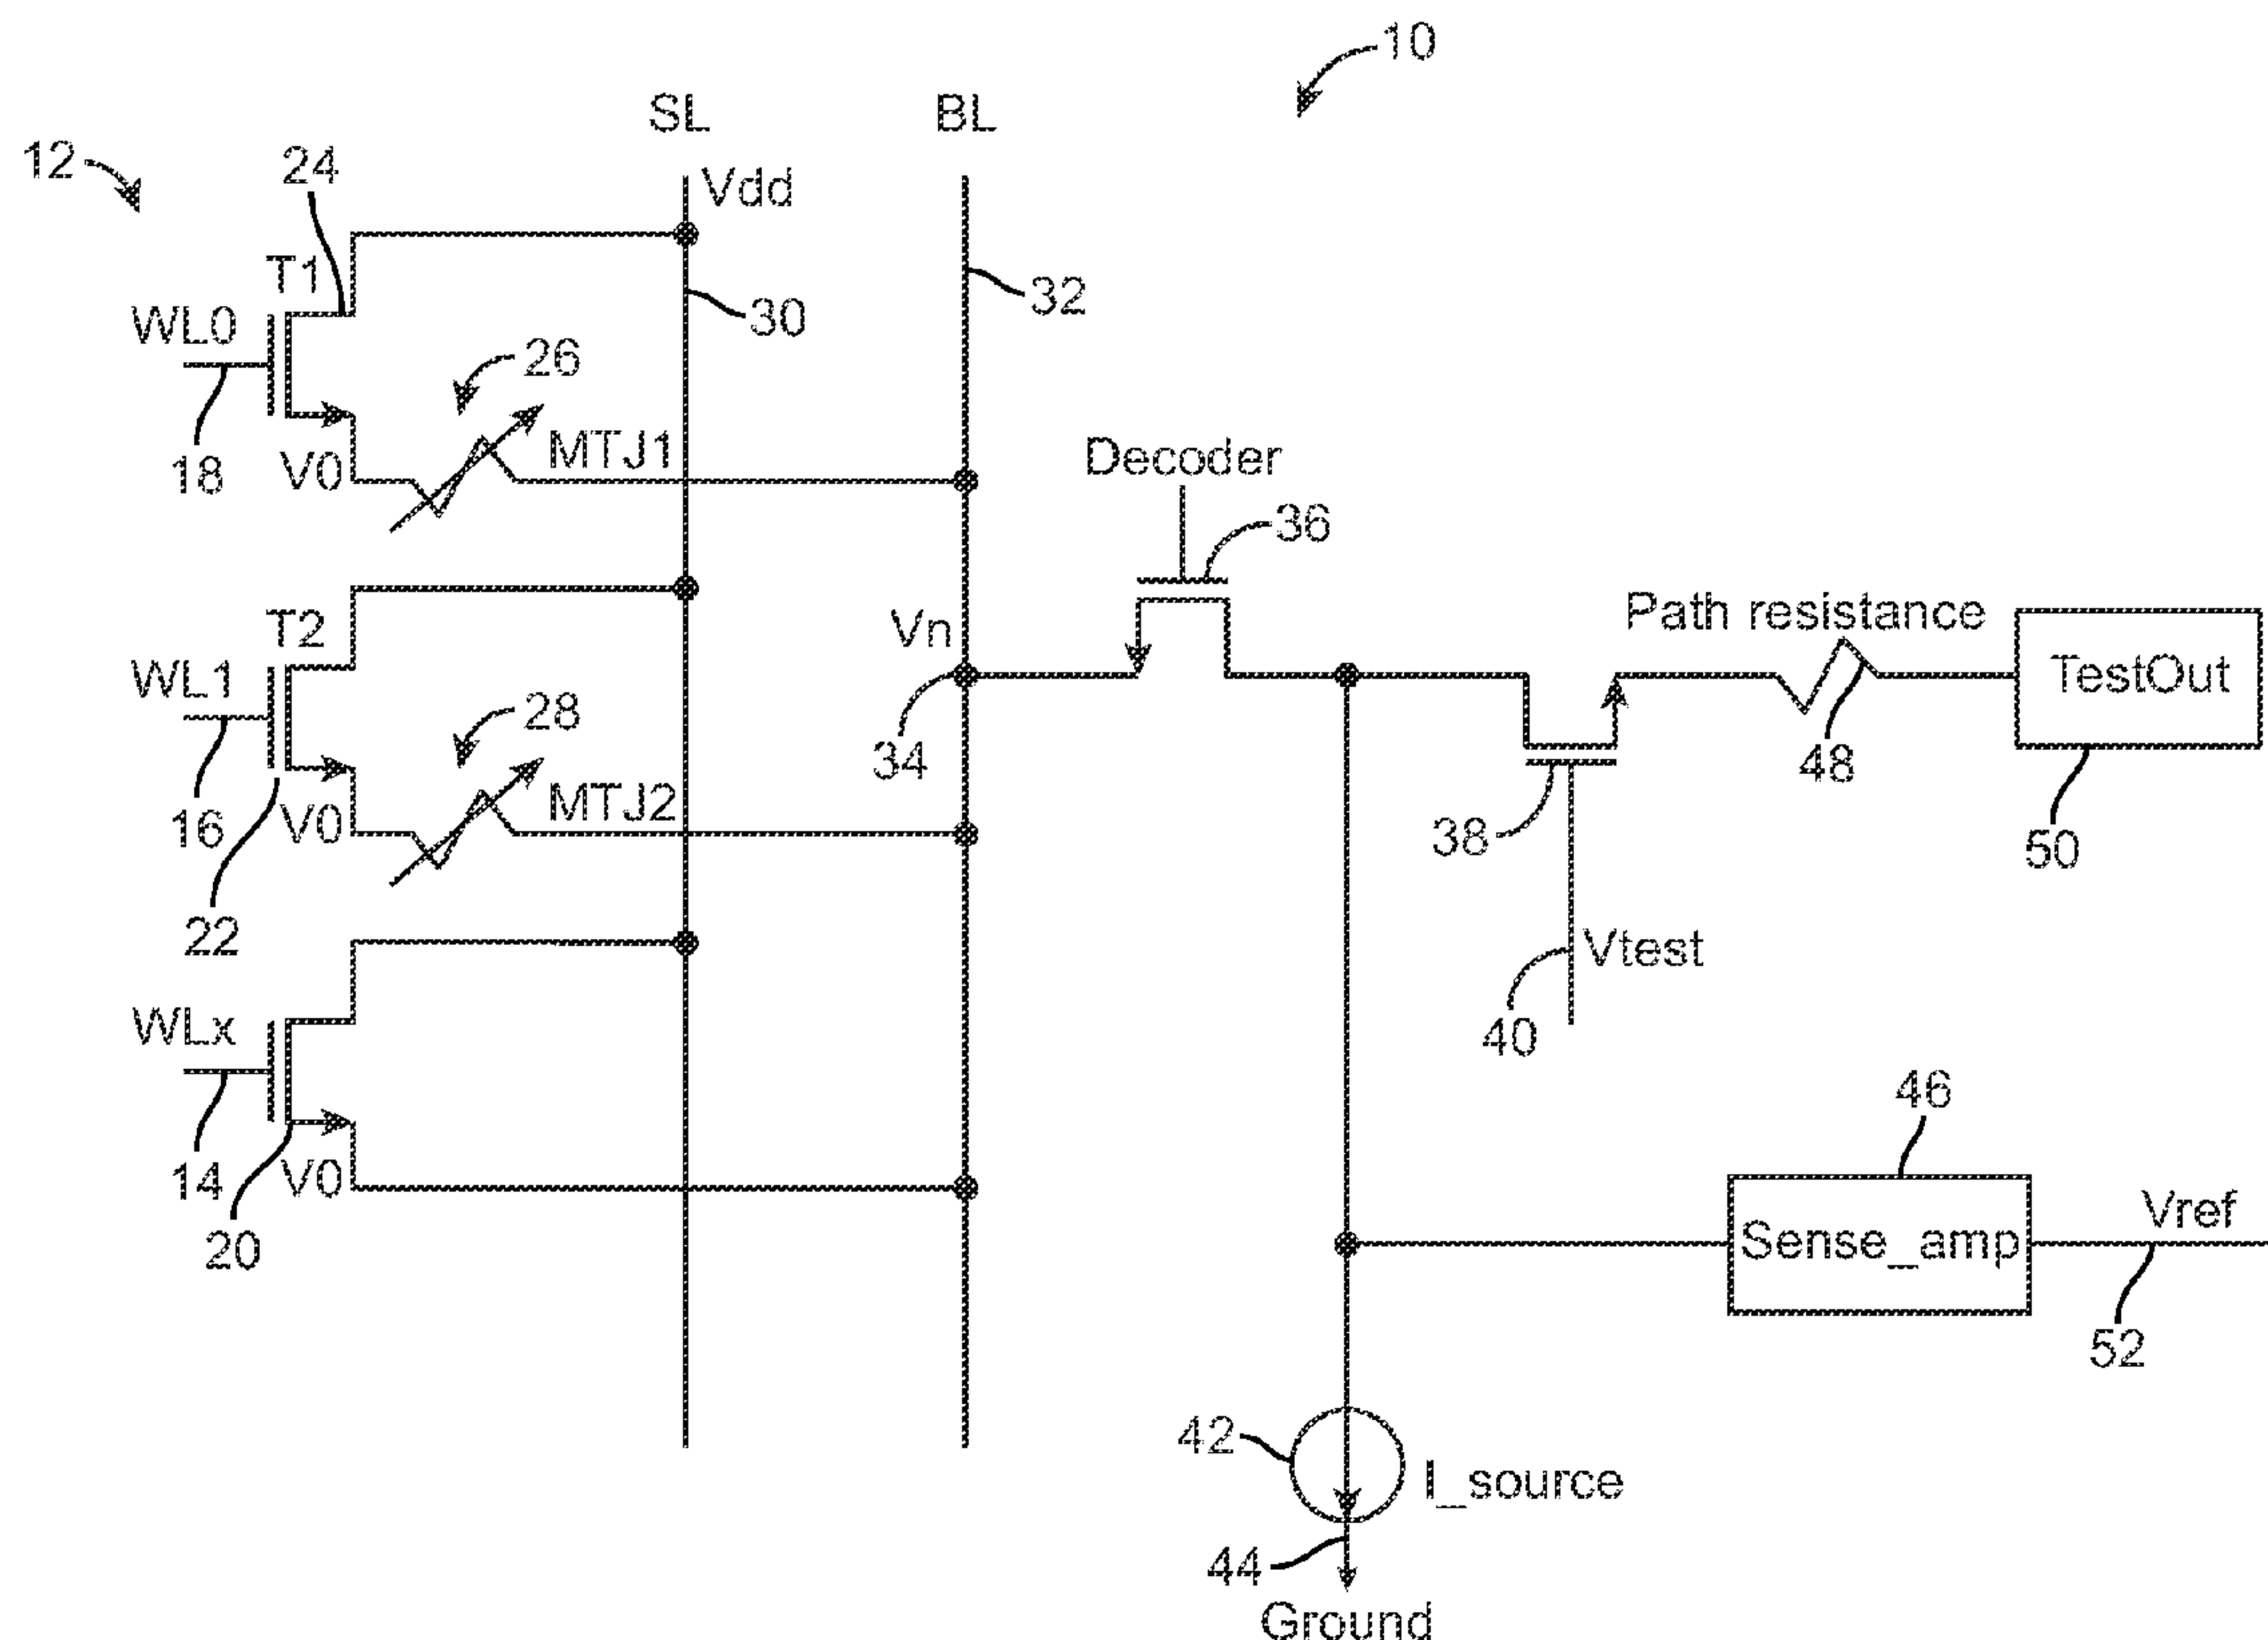 10
SL
BL
12
24
Vdd
T1
WL0
30
32
26
18
V0
MTJ1
Decoder
36
T2
Vn
Path resistance
TestOut
WL1
28
34
48
16
V0
MTJ2
38
50
22
Vtest
WLx
40
14
V0
46
20
Sense_amp
Vref
52
42
I_source
44
Ground